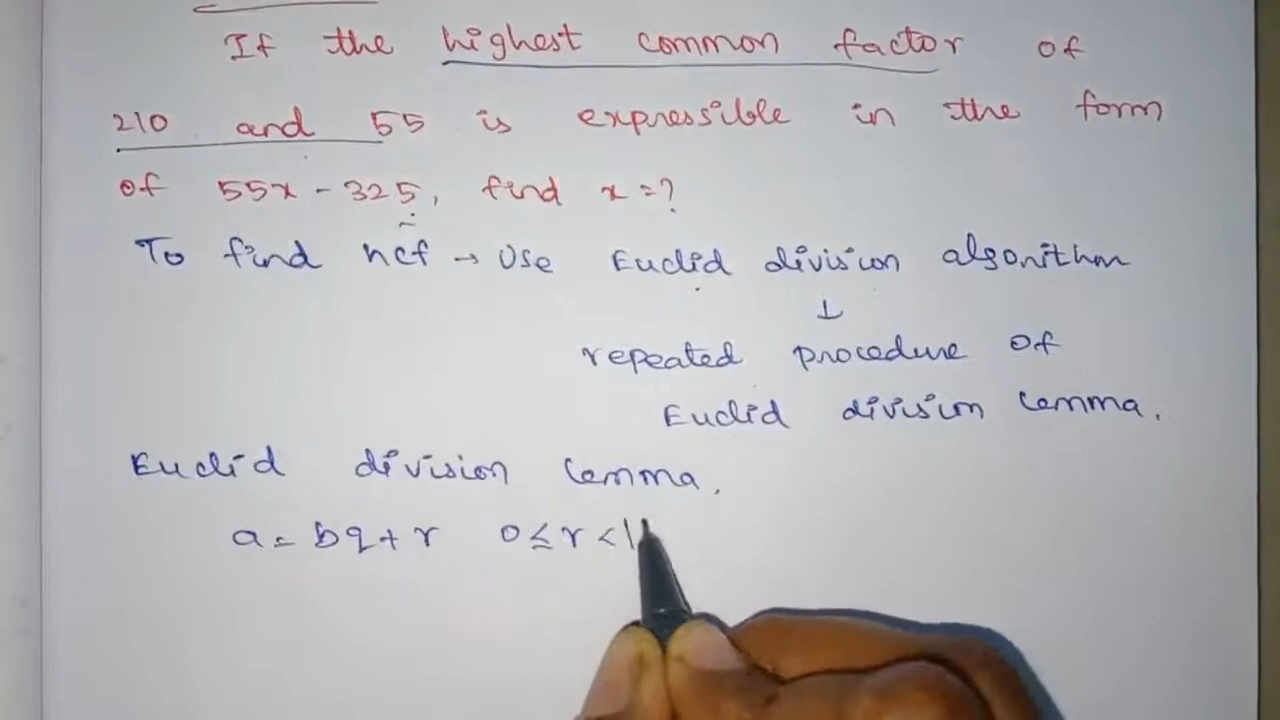 If the highest common factor of
210 and 55 is expressible in the form
of 55x - 325, find x = ?
To find hcf → Use Euclid division algorithm
↓
repeated procedure of
Euclid division Lemma.
Euclid division Lemma.
a = bq + r 0 ≤ r <